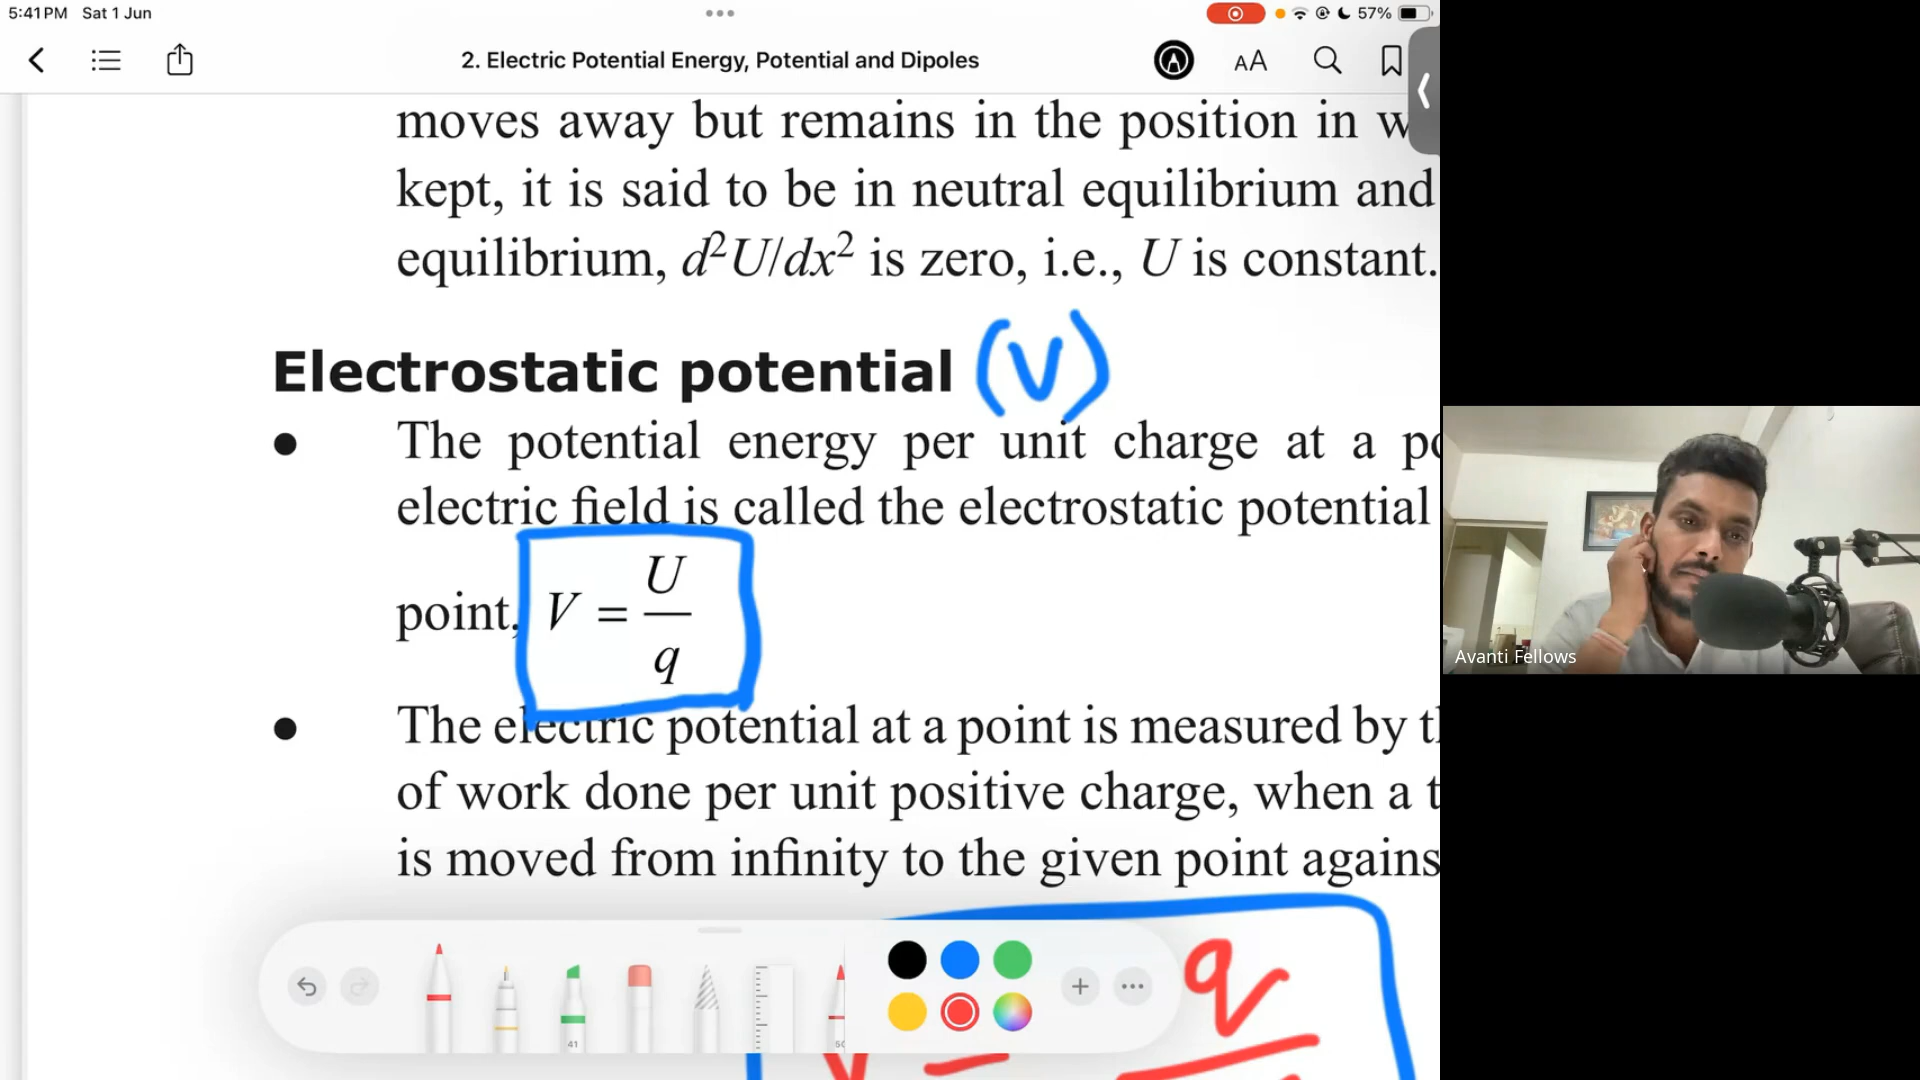 5:41 PM Sat 1 Jun
57%
2. Electric Potential Energy, Potential and Dipoles
AA
moves away but remains in the position in w
kept, it is said to be in neutral equilibrium and
equilibrium, d²U/dx² is zero, i.e., U is constant.
Electrostatic potential (V)
● The potential energy per unit charge at a po
electric field is called the electrostatic potential
point, V = U/q
● The electric potential at a point is measured by t
of work done per unit positive charge, when a t
is moved from infinity to the given point agains
V = q
41
50
Avanti Fellows